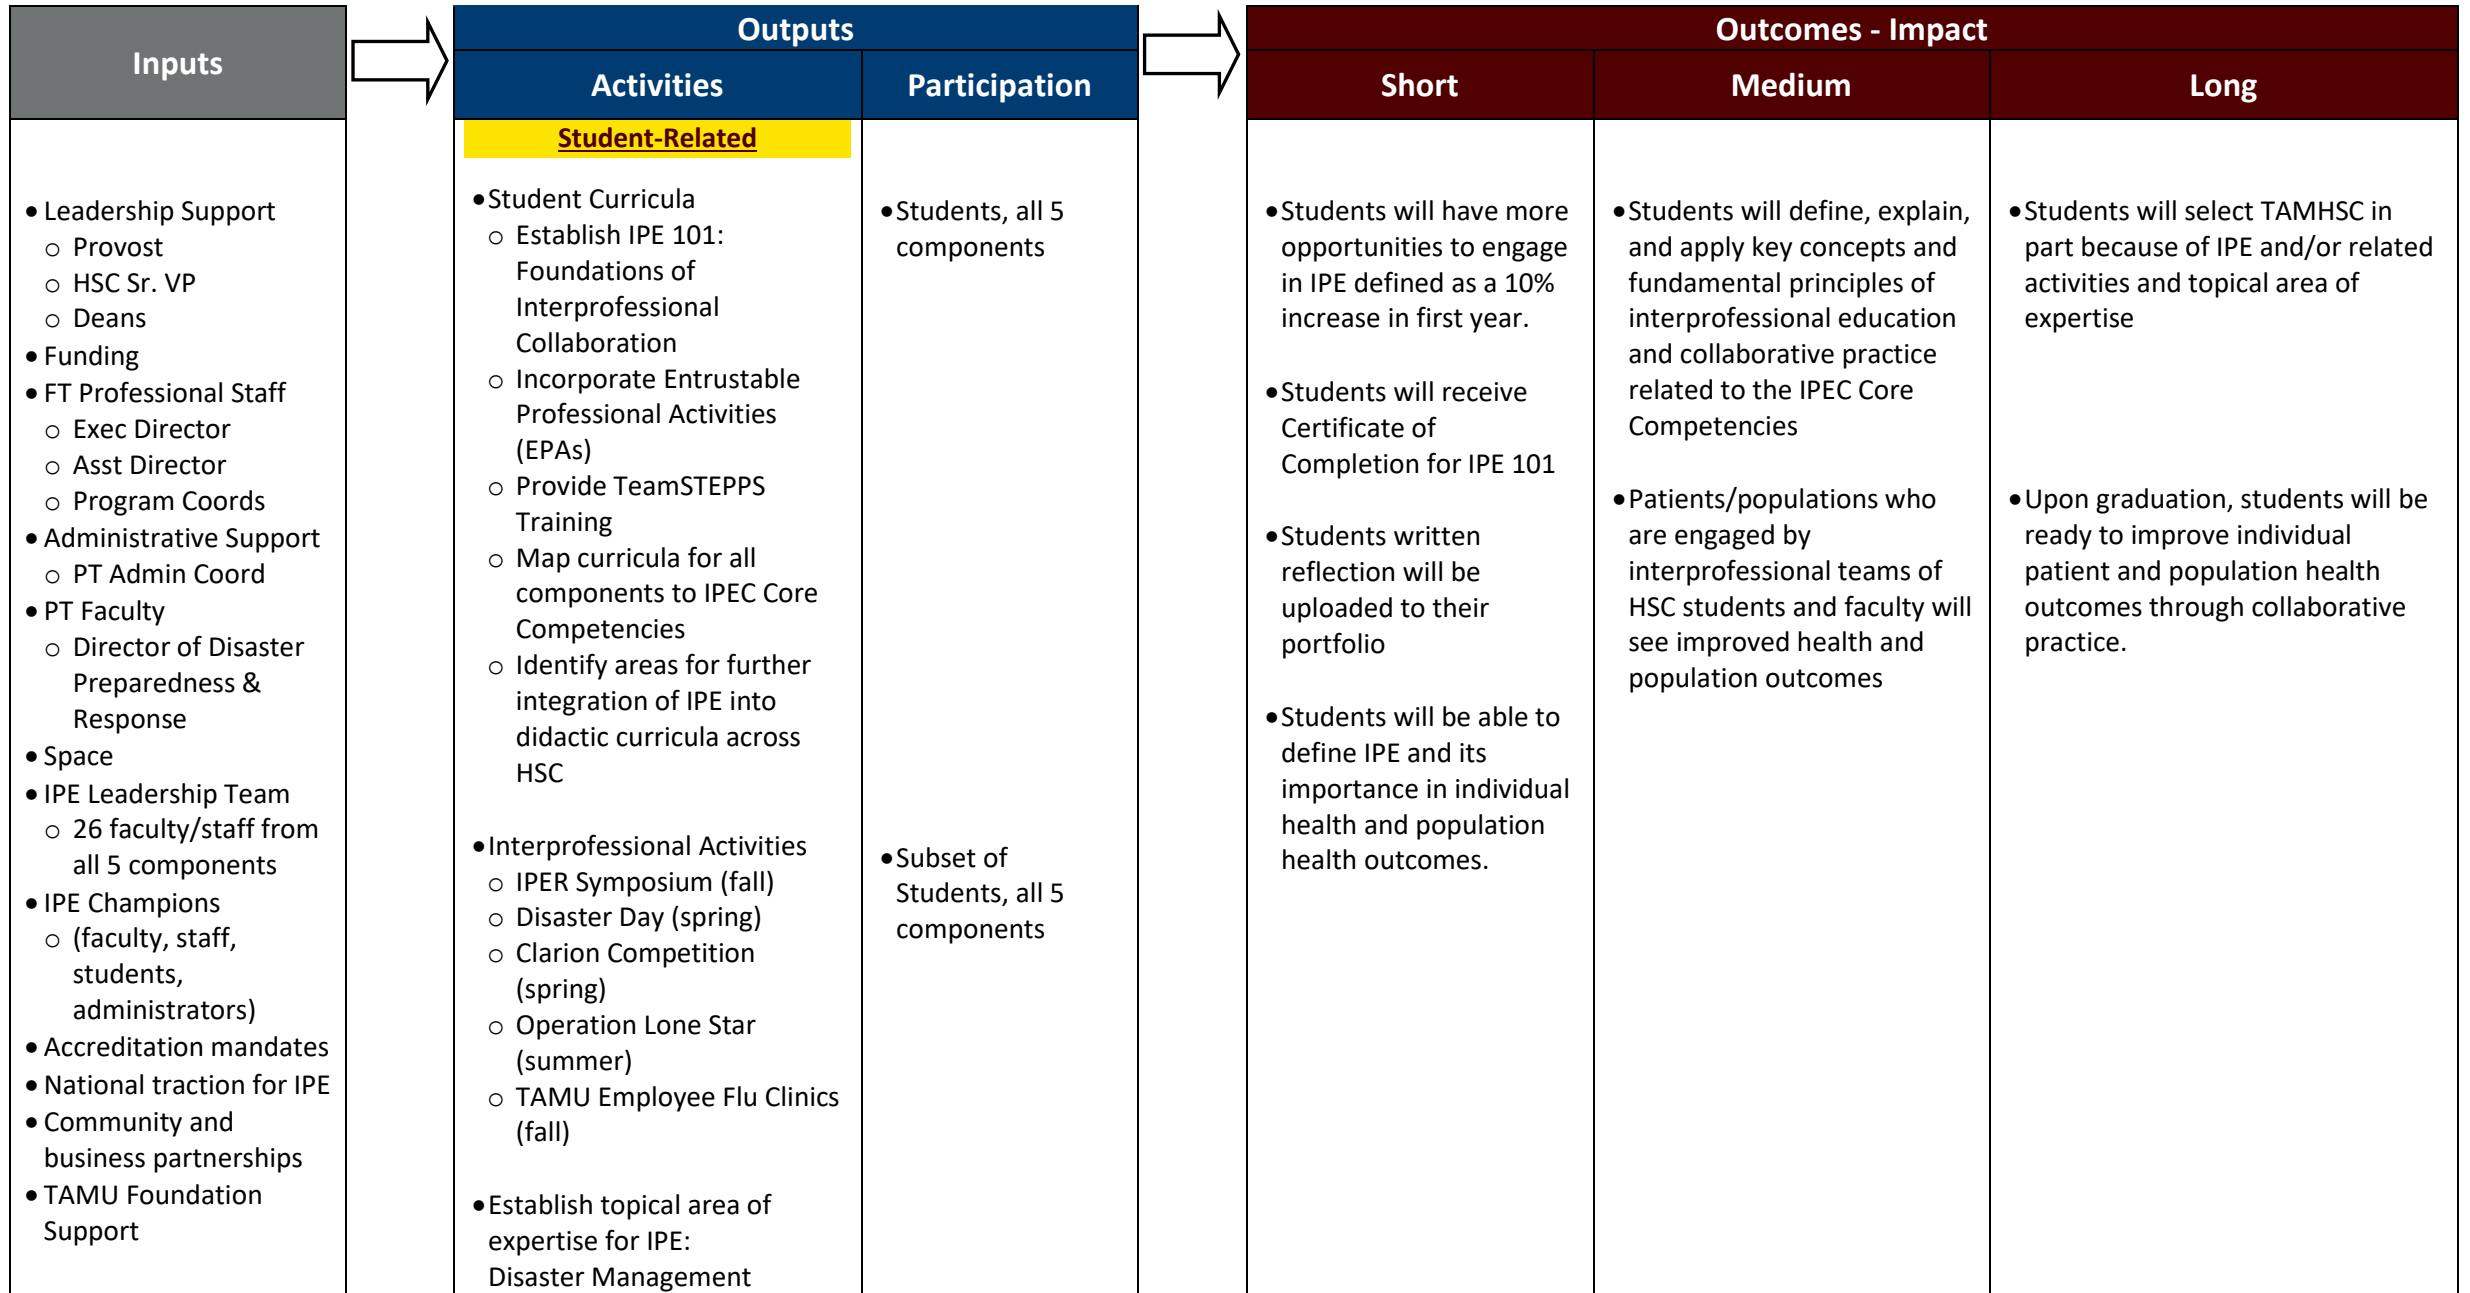 Inputs
Outputs
Activities
Participation
Outcomes - Impact
Short
Medium
Long
• Leadership Support
o Provost
o HSC Sr. VP
o Deans
• Funding
• FT Professional Staff
o Exec Director
o Asst Director
o Program Coords
• Administrative Support
o PT Admin Coord
• PT Faculty
o Director of Disaster
Preparedness &
Response
• Space
• IPE Leadership Team
o 26 faculty/staff from
all 5 components
• IPE Champions
o (faculty, staff,
students,
administrators)
• Accreditation mandates
• National traction for IPE
• Community and
business partnerships
• TAMU Foundation
Support
Student-Related
• Student Curricula
o Establish IPE 101:
Foundations of
Interprofessional
Collaboration
o Incorporate Entrustable
Professional Activities
(EPAs)
o Provide TeamSTEPPS
Training
o Map curricula for all
components to IPEC Core
Competencies
o Identify areas for further
integration of IPE into
didactic curricula across
HSC
• Interprofessional Activities
o IPER Symposium (fall)
o Disaster Day (spring)
o Clarion Competition
(spring)
o Operation Lone Star
(summer)
o TAMU Employee Flu Clinics
(fall)
• Establish topical area of
expertise for IPE:
Disaster Management
• Students, all 5
components
• Subset of
Students, all 5
components
• Students will have more
opportunities to engage
in IPE defined as a 10%
increase in first year.
• Students will receive
Certificate of
Completion for IPE 101
• Students written
reflection will be
uploaded to their
portfolio
• Students will be able to
define IPE and its
importance in individual
health and population
health outcomes.
• Students will define, explain,
and apply key concepts and
fundamental principles of
interprofessional education
and collaborative practice
related to the IPEC Core
Competencies
• Patients/populations who
are engaged by
interprofessional teams of
HSC students and faculty will
see improved health and
population outcomes
• Students will select TAMHSC in
part because of IPE and/or related
activities and topical area of
expertise
• Upon graduation, students will be
ready to improve individual
patient and population health
outcomes through collaborative
practice.